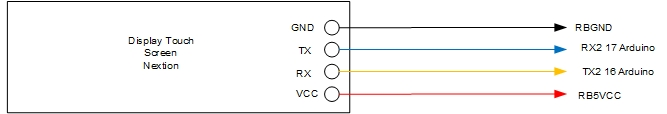 Display Touch
Screen
Nextion
GND
TX
RX
VCC
RBGND
RX2 17 Arduino
TX2 16 Arduino
RB5VCC